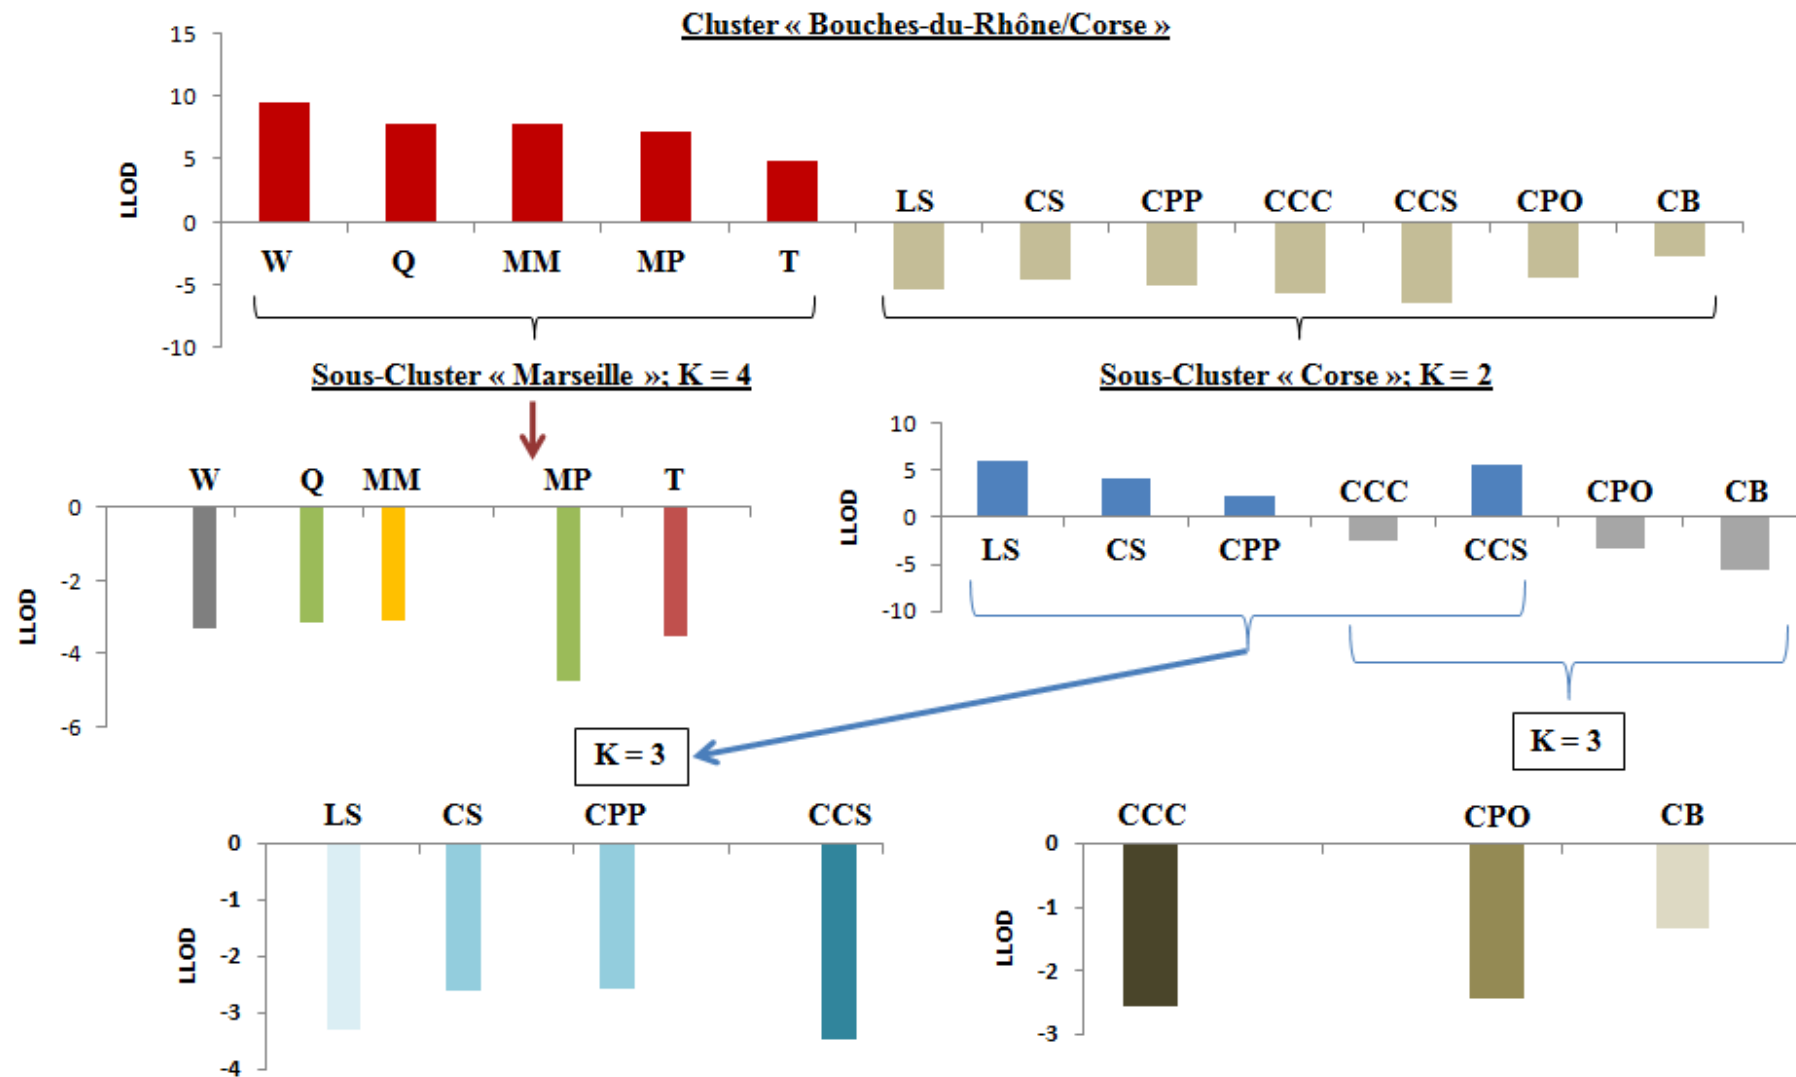 Cluster « Bouches-du-Rhône/Corse »
15
10
5
0
-5
-10
LLOD
W Q MM MP T
LS CS CPP CCC CCS CPO CB
Sous-Cluster « Marseille »; K = 4
Sous-Cluster « Corse »; K = 2
W Q MM MP T
0
-2
-4
-6
LLOD
10
5
0
-5
-10
LLOD
CCC CPO CB
LS CS CPP CCS
K = 3
K = 3
LS CS CPP CCS
0
-1
-2
-3
-4
LLOD
CCC CPO CB
0
-1
-2
-3
LLOD